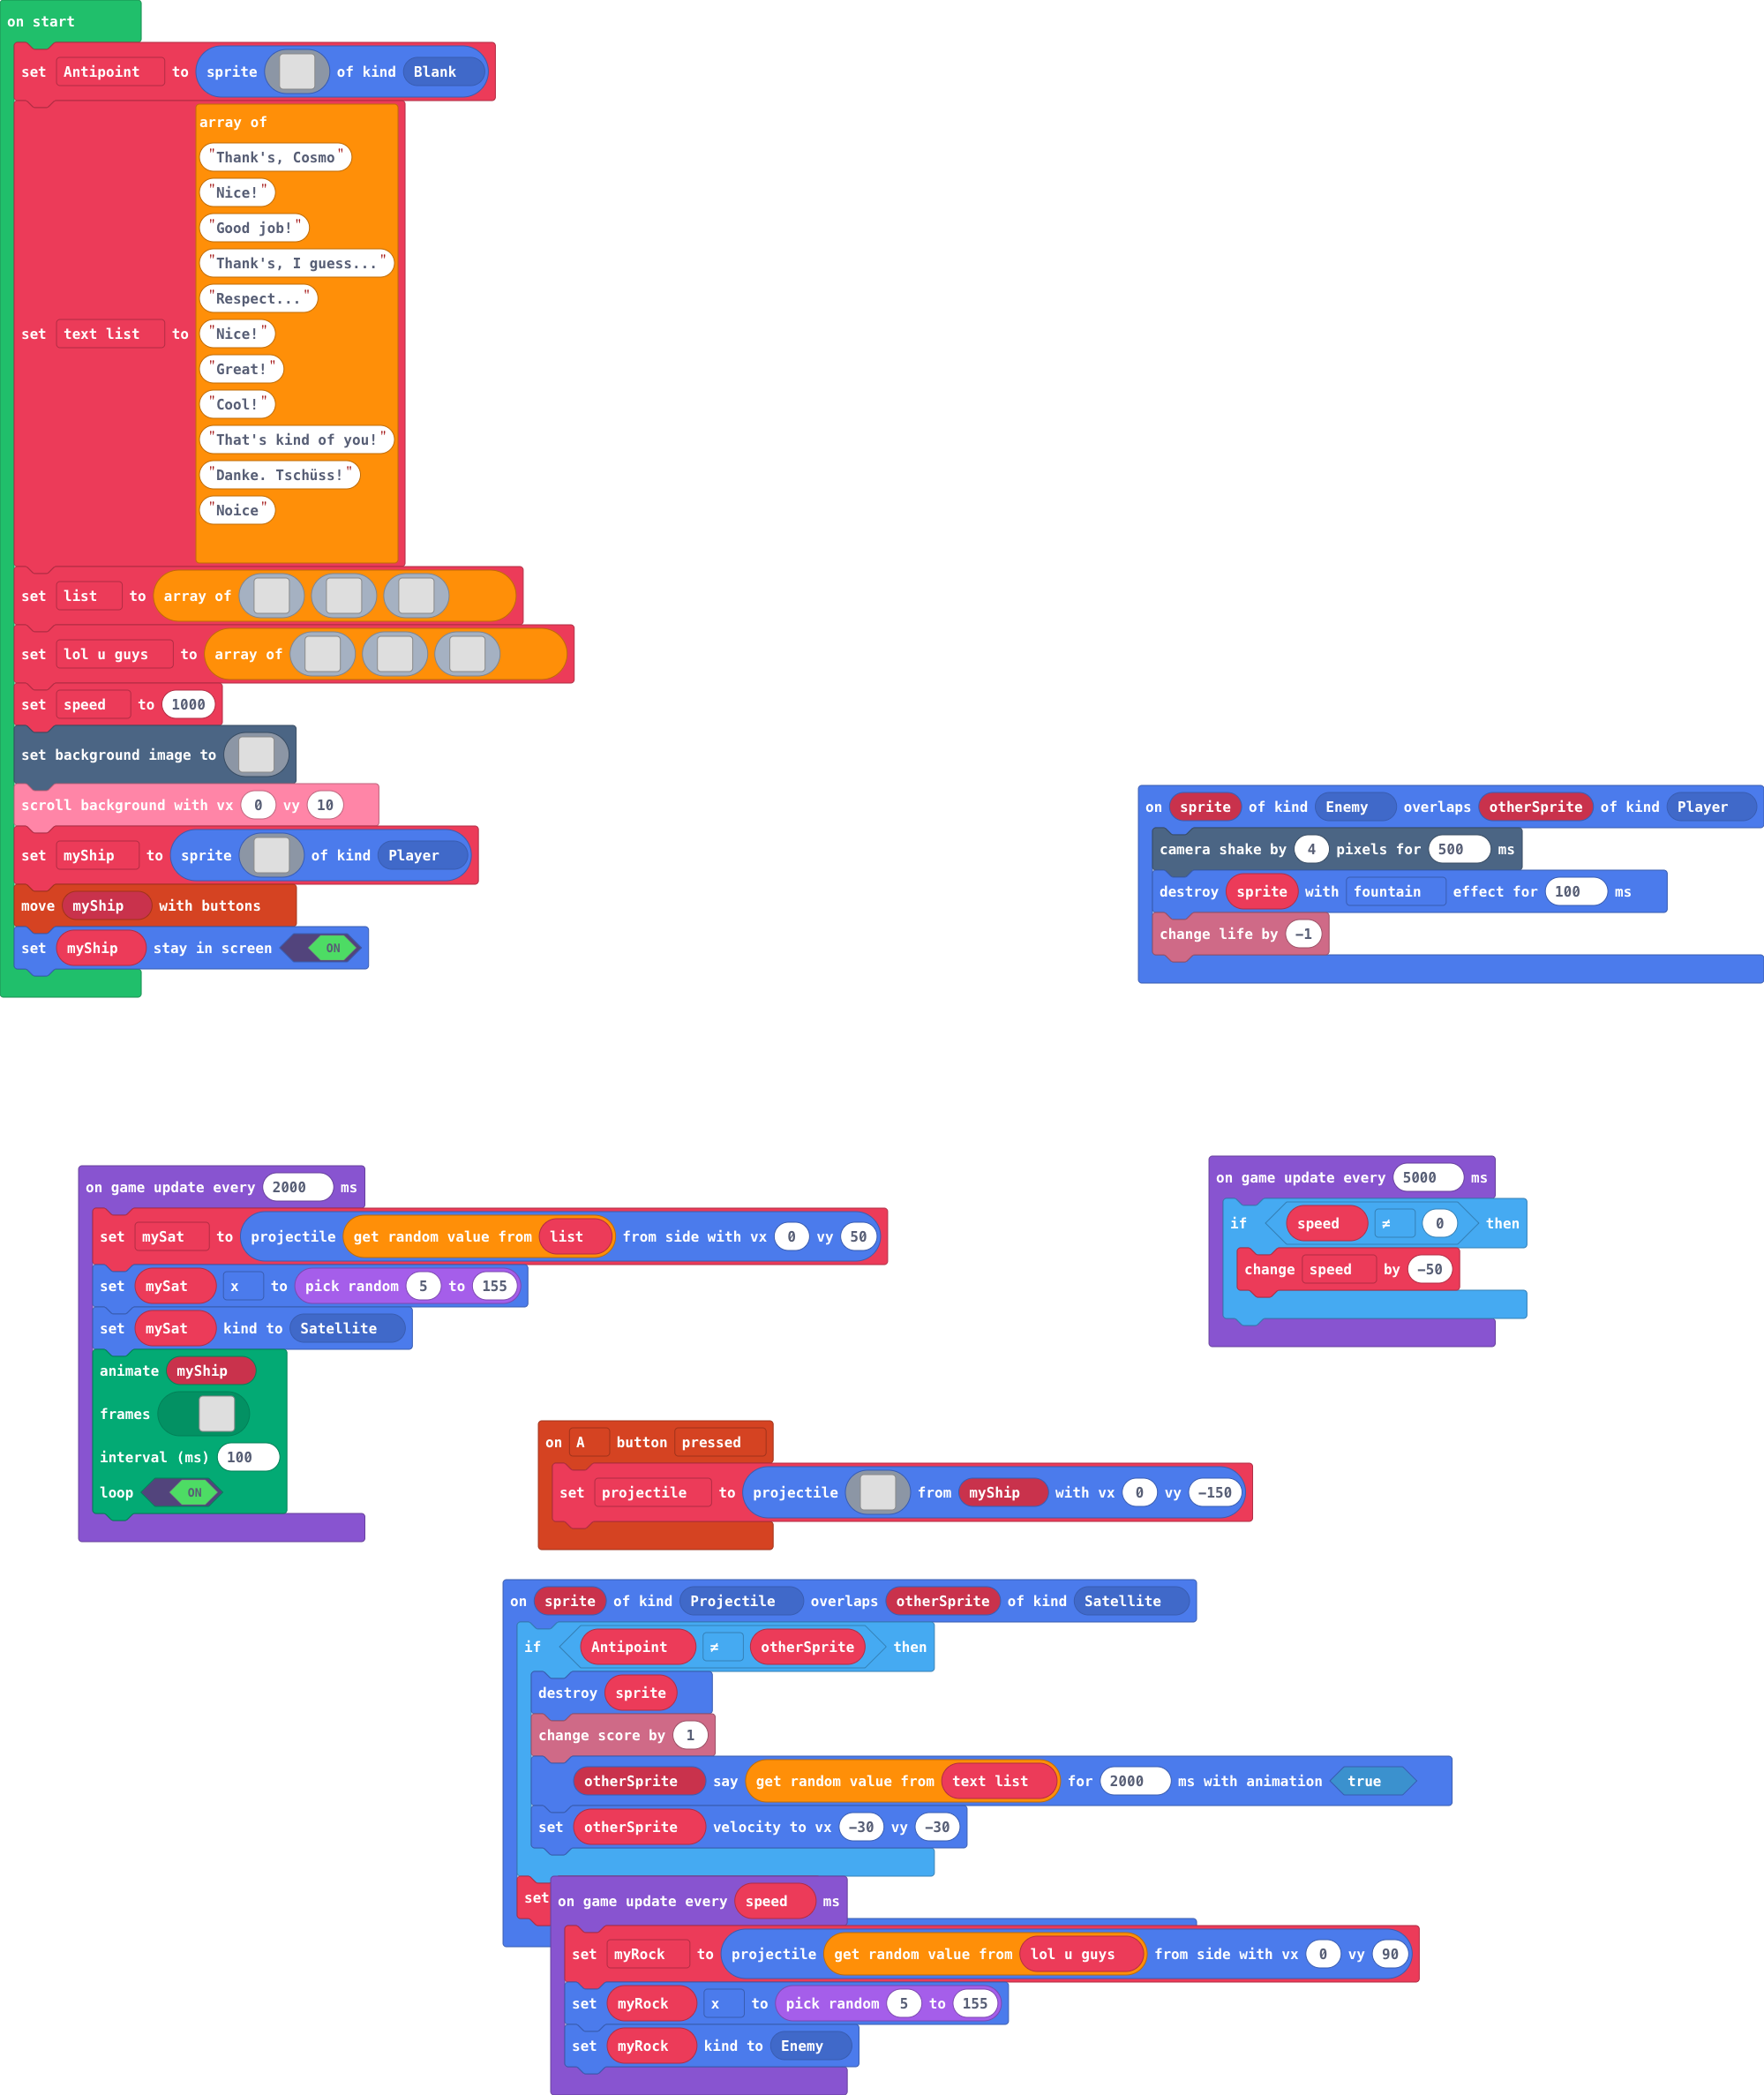 on start
set Antipoint to sprite of kind Blank
set text list to array of
"Thank's, Cosmo"
"Nice!"
"Good job!"
"Thank's, I guess..."
"Respect..."
"Nice!"
"Great!"
"Cool!"
"That's kind of you!"
"Danke. Tschüss!"
"Noice"
set list to array of
set lol u guys to array of
set speed to 1000
set background image to
scroll background with vx 0 vy 10
set myShip to sprite of kind Player
move myShip with buttons
set myShip stay in screen ON
on sprite of kind Enemy overlaps otherSprite of kind Player
camera shake by 4 pixels for 500 ms
destroy sprite with fountain effect for 100 ms
change life by -1
on game update every 2000 ms
set mySat to projectile get random value from list from side with vx 0 vy 50
set mySat x to pick random 5 to 155
set mySat kind to Satellite
animate myShip
frames
interval (ms) 100
loop ON
on game update every 5000 ms
if speed ≠ 0 then
change speed by -50
on A button pressed
set projectile to projectile from myShip with vx 0 vy -150
on sprite of kind Projectile overlaps otherSprite of kind Satellite
if Antipoint ≠ otherSprite then
destroy sprite
change score by 1
otherSprite say get random value from text list for 2000 ms with animation true
set otherSprite velocity to vx -30 vy -30
set
on game update every speed ms
set myRock to projectile get random value from lol u guys from side with vx 0 vy 90
set myRock x to pick random 5 to 155
set myRock kind to Enemy